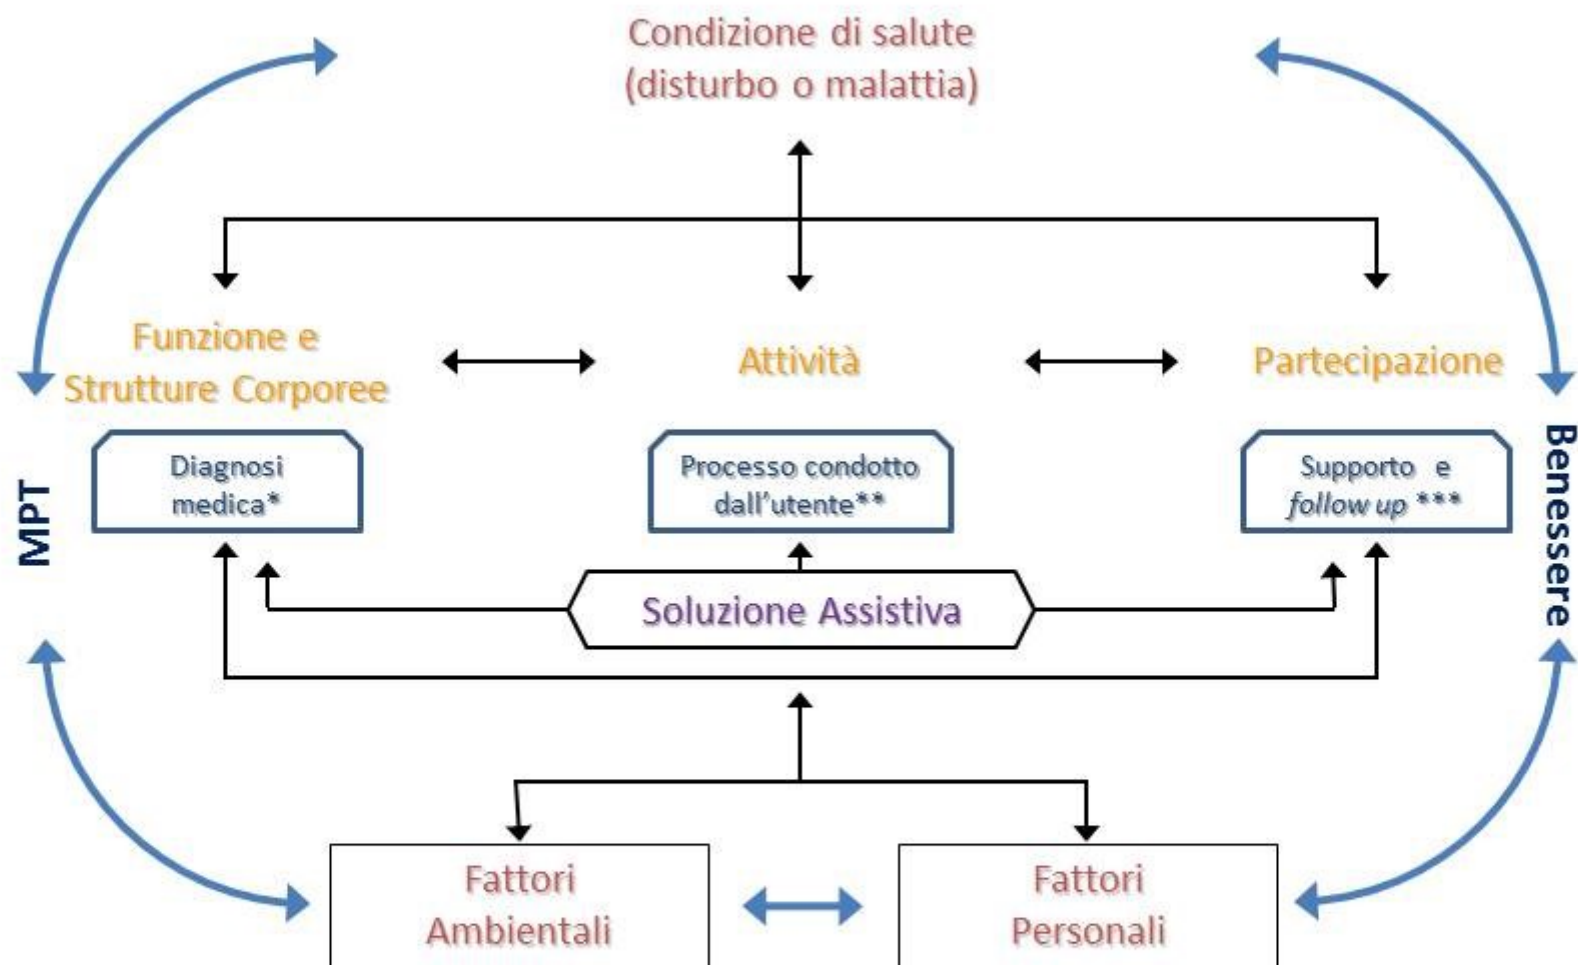 Condizione di salute
(disturbo o malattia)
Funzione e
Strutture Corporee
Attività
Partecipazione
Diagnosi
medica*
Processo condotto
dall'utente**
Supporto e
follow up ***
MPT
Benessere
Soluzione Assistiva
Fattori
Ambientali
Fattori
Personali